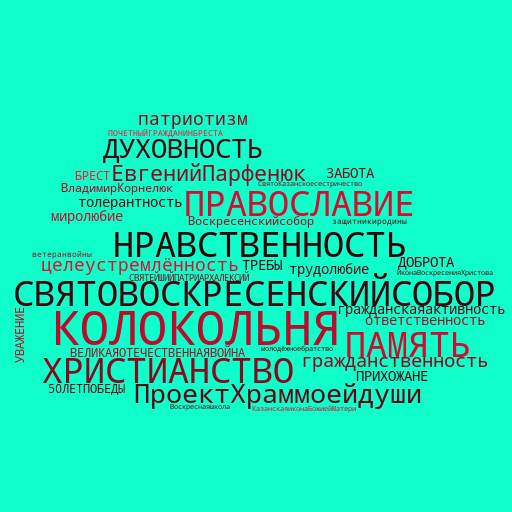 патриотизм
ПОЧЕТНЫЙГРАЖДАНИНБРЕСТА
ДУХОВНОСТЬ
БРЕСТ
ЕвгенийПарфенюк
ЗАБОТА
СвятоКазанскоесестричество
ВладимирКорнелюк
толерантность
ПРАВОСЛАВИЕ
миролюбие
Воскресенскийсобор
защитникиродины
НРАВСТВЕННОСТЬ
ветеранвойны
целеустремлённость
ТРЕБЫ
трудолюбие
ДОБРОТА
ИконаВоскресенияХристова
СВЯТЕЙШИЙПАТРИАРХАЛЕКСИЙ
СВЯТОВОСКРЕСЕНСКИЙСОБОР
гражданскаяактивность
УВАЖЕНИЕ
КОЛОКОЛЬНЯ
ответственность
ПАМЯТЬ
ВЕЛИКАЯОТЕЧЕСТВЕННАЯВОЙНА
молодёжноебратство
ХРИСТИАНСТВО
гражданственность
ПРИХОЖАНЕ
50ЛЕТПОБЕДЫ
ПроектХраммоейдуши
Воскреснаяшкола
КазанскаяиконаБожиейМатери